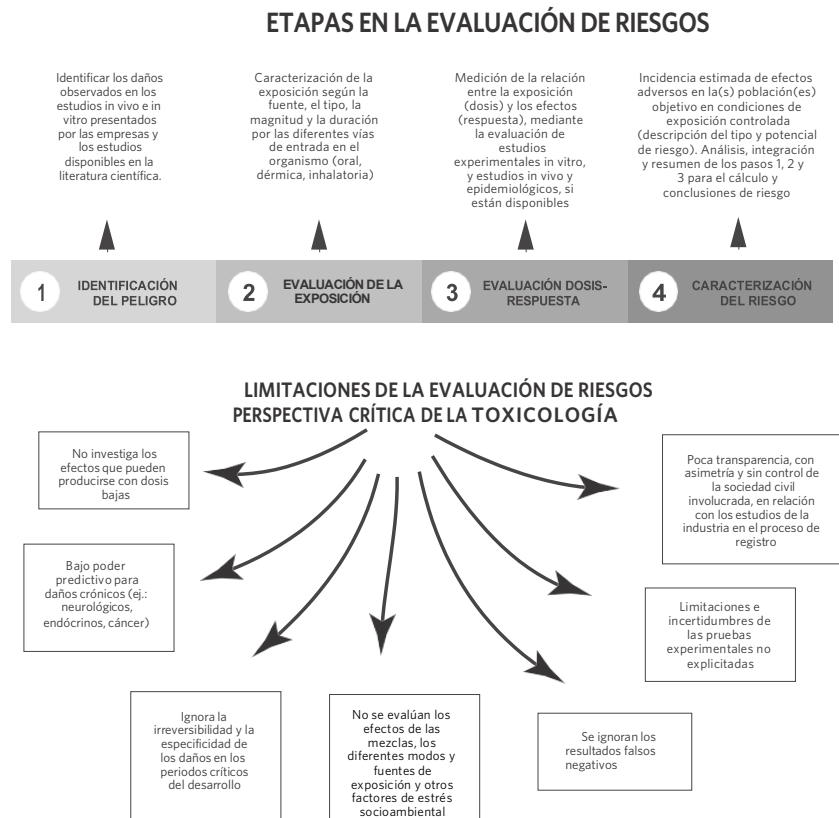 ETAPAS EN LA EVALUACIÓN DE RIESGOS
Identificar los daños
observados en los
estudios in vivo e in
vitro presentados
por las empresas y
los estudios
disponibles en la
literatura científica.
Caracterización de la
exposición según la
fuente, el tipo, la
magnitud y la duración
por las diferentes vías
de entrada en el
organismo (oral,
dérmica, inhalatoria)
Medición de la relación
entre la exposición
(dosis) y los efectos
(respuesta), mediante
la evaluación de
estudios
experimentales in vitro,
y estudios in vivo y
epidemiológicos, si
están disponibles
Incidencia estimada de efectos
adversos en la(s) población(es)
objetivo en condiciones de
exposición controlada
(descripción del tipo y potencial
de riesgo). Análisis, integración
y resumen de los pasos 1, 2 y
3 para el cálculo y
conclusiones de riesgo
1
IDENTIFICACIÓN
DEL PELIGRO
2
EVALUACIÓN DE LA
EXPOSICIÓN
3
EVALUACIÓN DOSIS-
RESPUESTA
4
CARACTERIZACIÓN
DEL RIESGO
LIMITACIONES DE LA EVALUACIÓN DE RIESGOS
PERSPECTIVA CRÍTICA DE LA TOXICOLOGÍA
No investiga los
efectos que pueden
producirse con dosis
bajas
Bajo poder
predictivo para
daños crónicos (ej.:
neurológicos,
endócrinos, cáncer)
Ignora la
irreversibilidad y la
especificidad de
los daños en los
periodos críticos
del desarrollo
No se evalúan los
efectos de las
mezclas, los
diferentes modos y
fuentes de
exposición y otros
factores de estrés
socioambiental
Se ignoran los
resultados falsos
negativos
Limitaciones e
incertidumbres de
las pruebas
experimentales no
explicitadas
Poca transparencia, con
asimetría y sin control de
la sociedad civil
involucrada, en relación
con los estudios de la
industria en el proceso de
registro